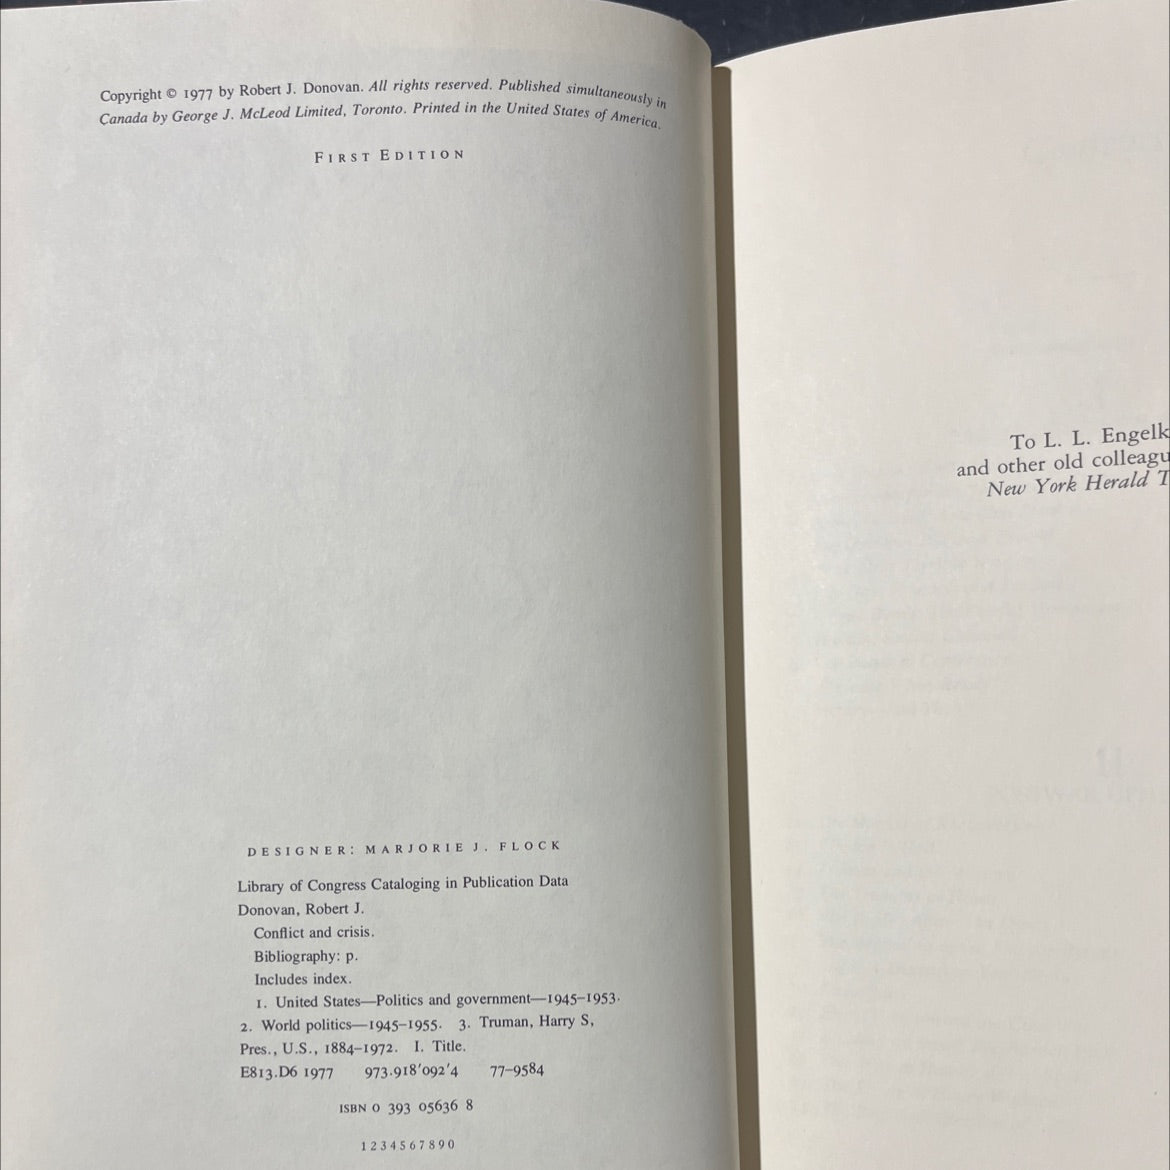 Copyright © 1977 by Robert J. Donovan. All rights reserved. Published simultaneously in
Canada by George J. McLeod Limited, Toronto. Printed in the United States of America.
FIRST EDITION
DESIGNER: MARJORIE J. FLOCK
Library of Congress Cataloging in Publication Data
Donovan, Robert J.
Conflict and crisis.
Bibliography: p.
Includes index.
1. United States—Politics and government—1945–1953.
2. World politics—1945–1955. 3. Truman, Harry S,
Pres., U.S., 1884–1972. I. Title.
E813.D6 1977 973.918'092'4 77–9584
ISBN 0 393 05636 8
1 2 3 4 5 6 7 8 9 0
To L. L. Engelk
and other old colleagu
New York Herald T